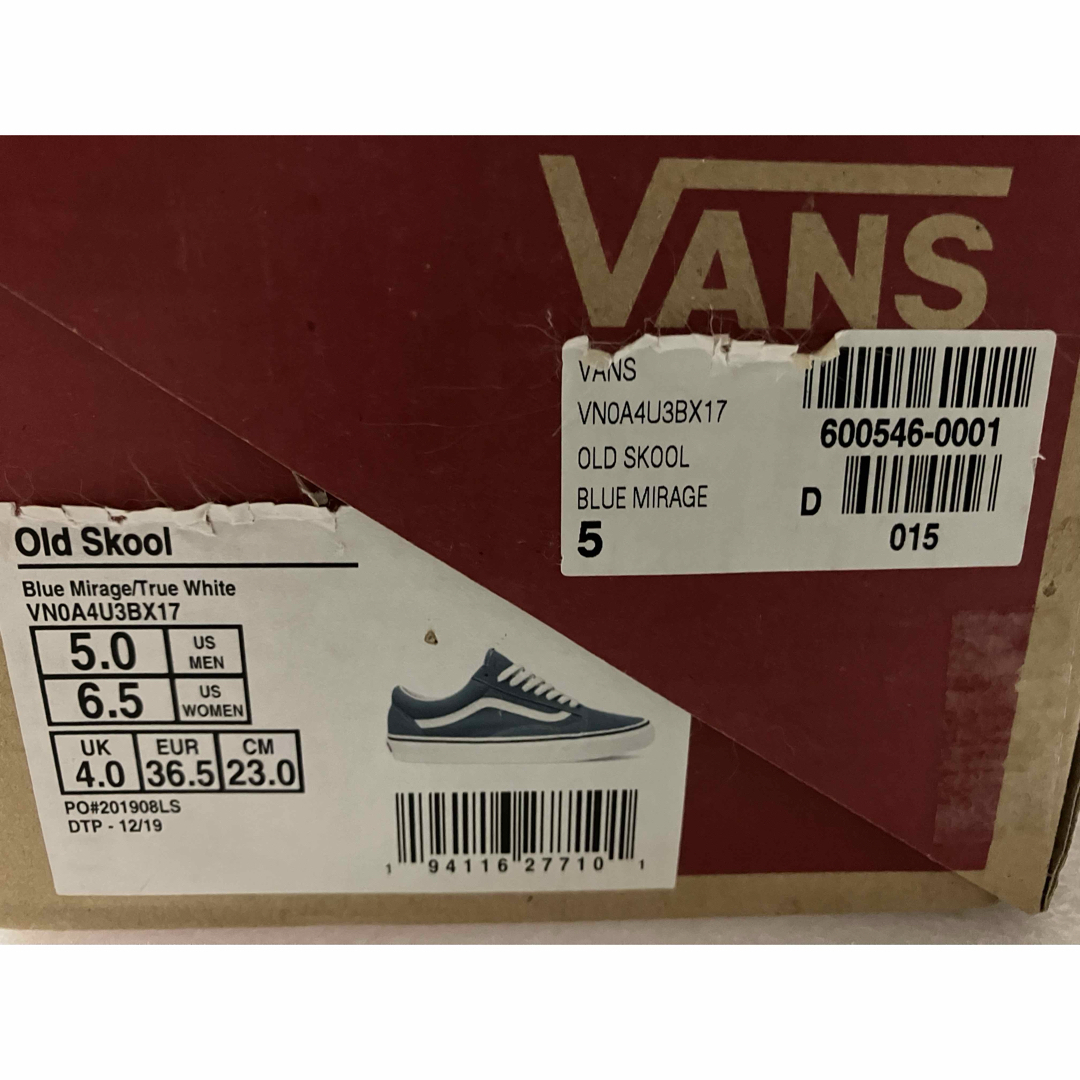 VANS
VANS
VN0A4U3BX17
OLD SKOOL
BLUE MIRAGE
5
600546-0001
D
015
Old Skool
Blue Mirage/True White
VN0A4U3BX17
5.0 US MEN
6.5 US WOMEN
UK EUR CM
4.0 36.5 23.0
PO#201908LS
DTP - 12/19
1 94116 27710 1